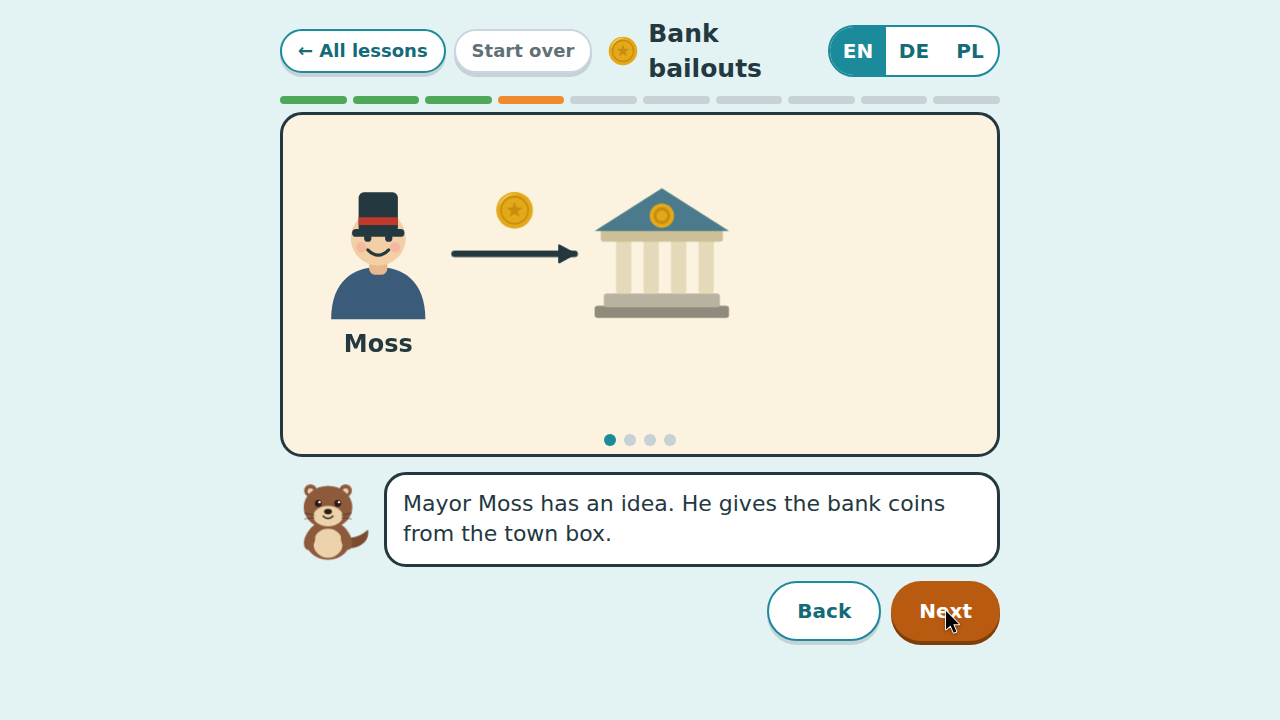 ← All lessons
Start over
Bank
bailouts
EN
DE
PL
Moss
Mayor Moss has an idea. He gives the bank coins
from the town box.
Back
Next